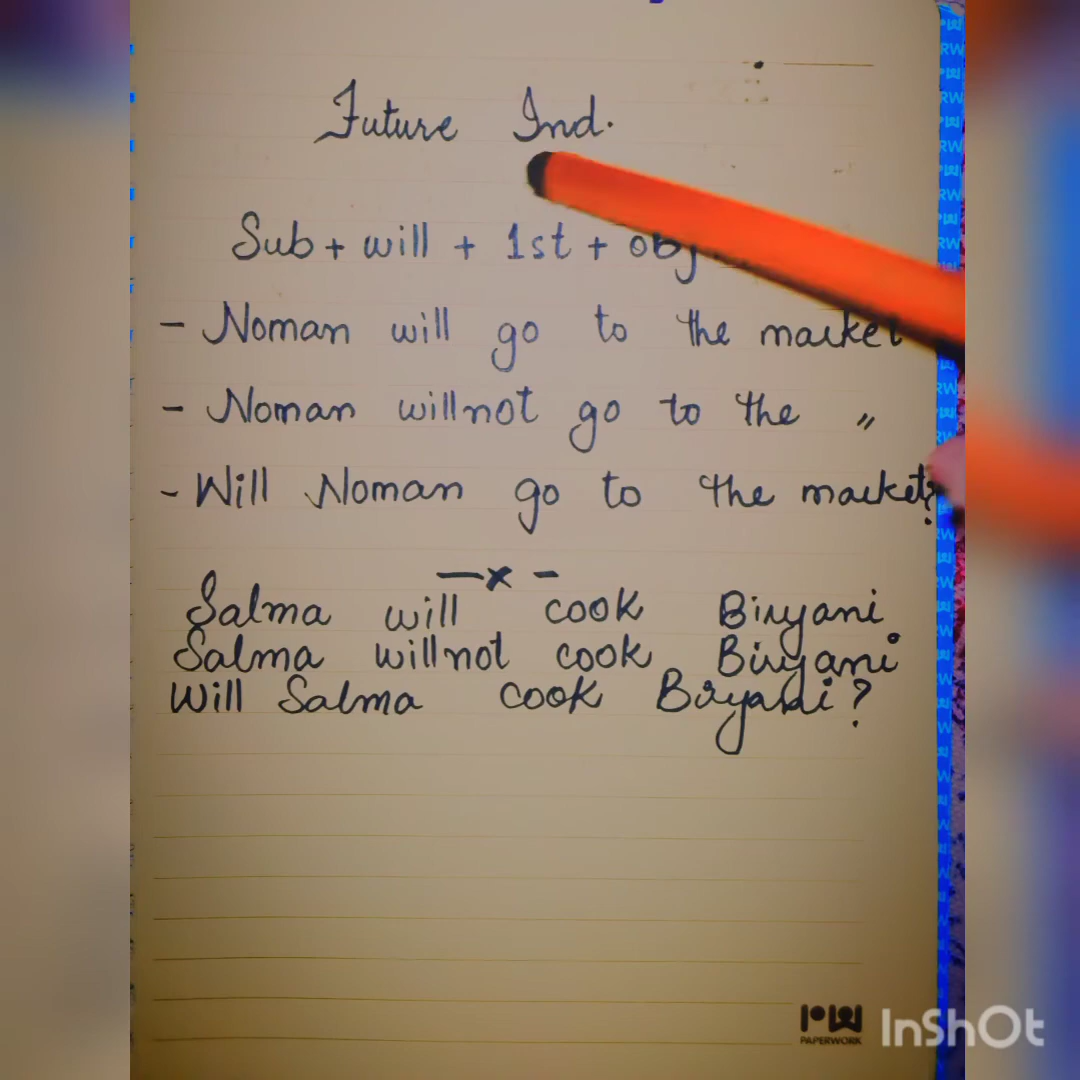 Future Ind.
Sub + will + 1st + obj
- Noman will go to the market
- Noman willnot go to the "
- Will Noman go to the market?
—x -
Salma will cook Biryani.
Salma willnot cook Biryani
Will Salma cook Biryani?
PW
PAPERWORK
InShOt